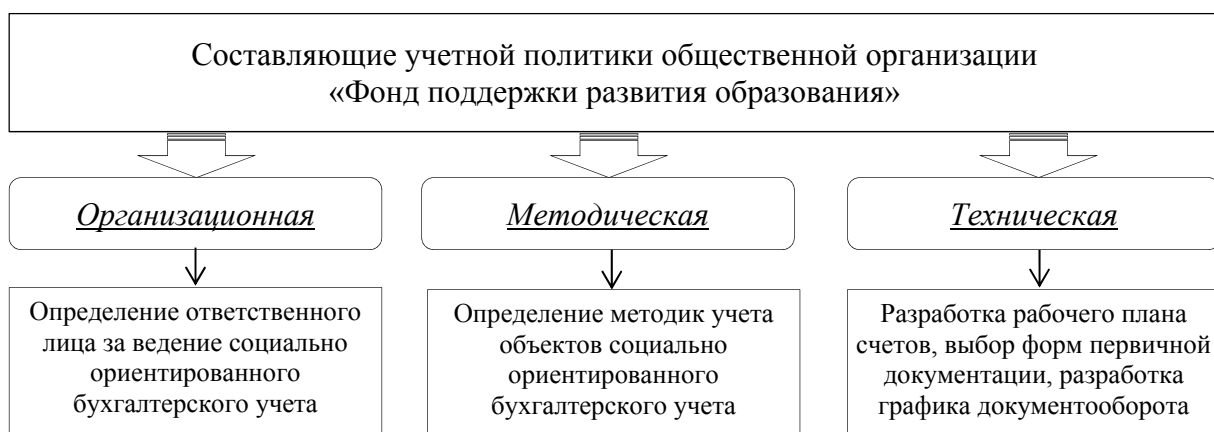 Составляющие учетной политики общественной организации
«Фонд поддержки развития образования»
Организационная
Методическая
Техническая
Определение ответственного
лица за ведение социально
ориентированного
бухгалтерского учета
Определение методик учета
объектов социально
ориентированного
бухгалтерского учета
Разработка рабочего плана
счетов, выбор форм первичной
документации, разработка
графика документооборота